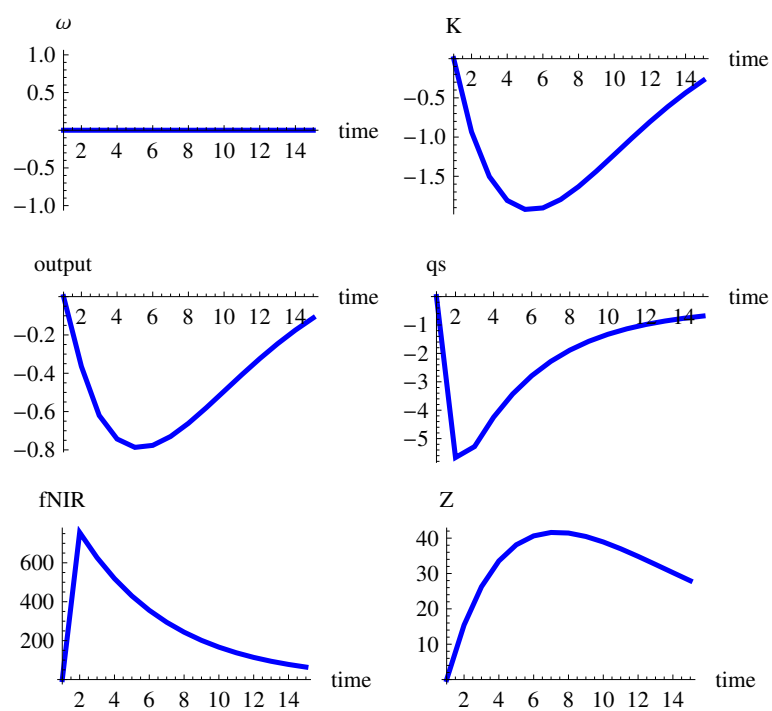 ω
1.0
0.5
-0.5
-1.0
2 4 6 8 10 12 14
time
K
time
2 4 6 8 10 12 14
-0.5
-1.0
-1.5
output
time
2 4 6 8 10 12 14
-0.2
-0.4
-0.6
-0.8
qs
time
2 4 6 8 10 12 14
-1
-2
-3
-4
-5
fNIR
600
400
200
2 4 6 8 10 12 14
time
Z
40
30
20
10
2 4 6 8 10 12 14
time